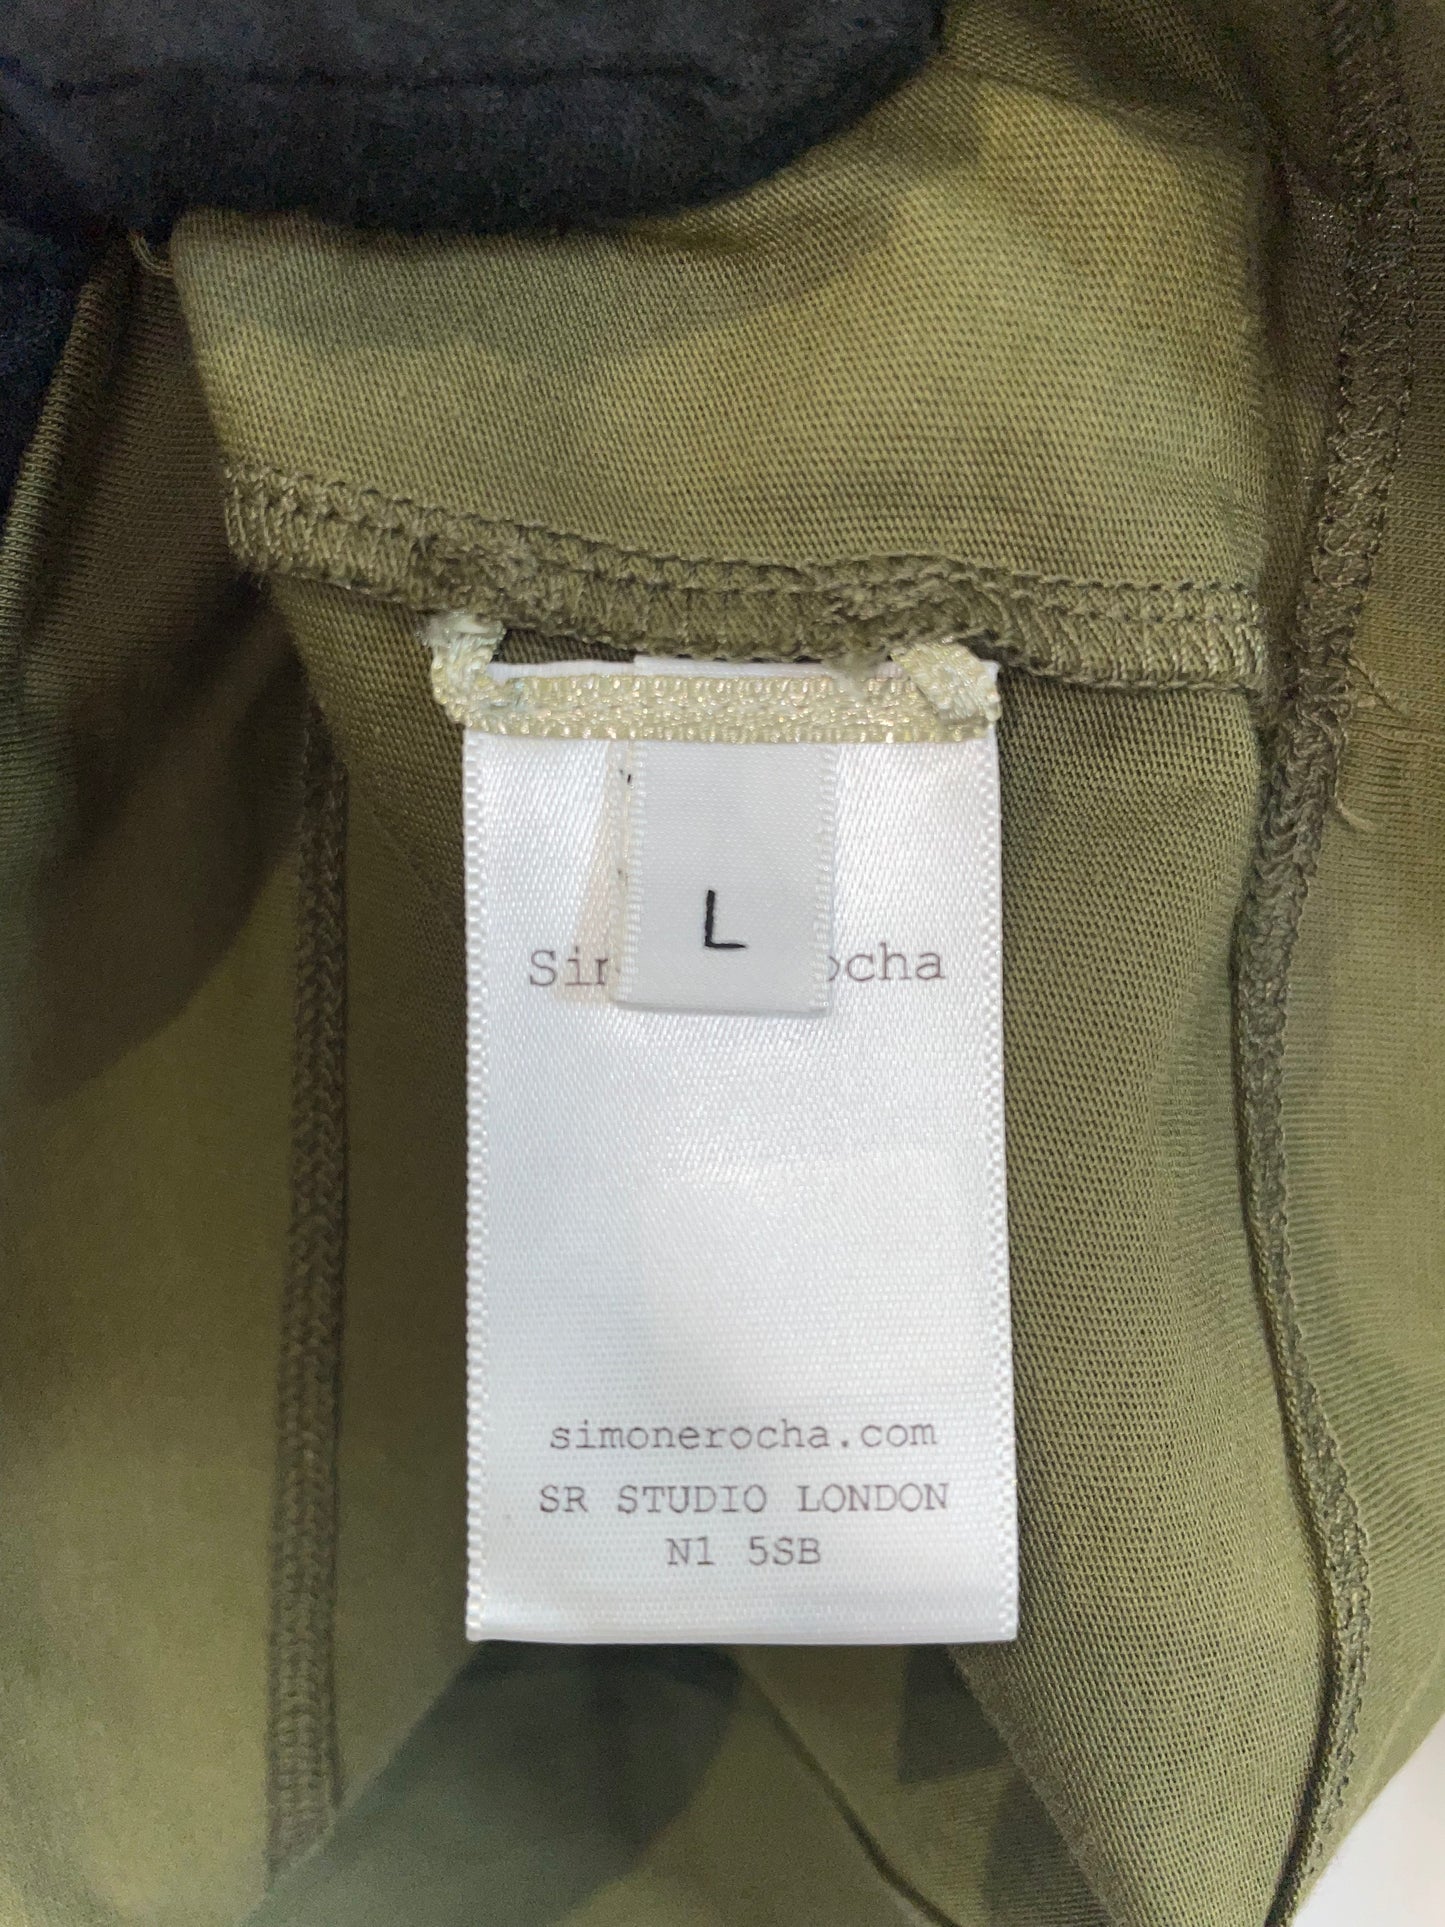 L
Sim ocha
simonerocha.com
SR STUDIO LONDON
N1 5SB